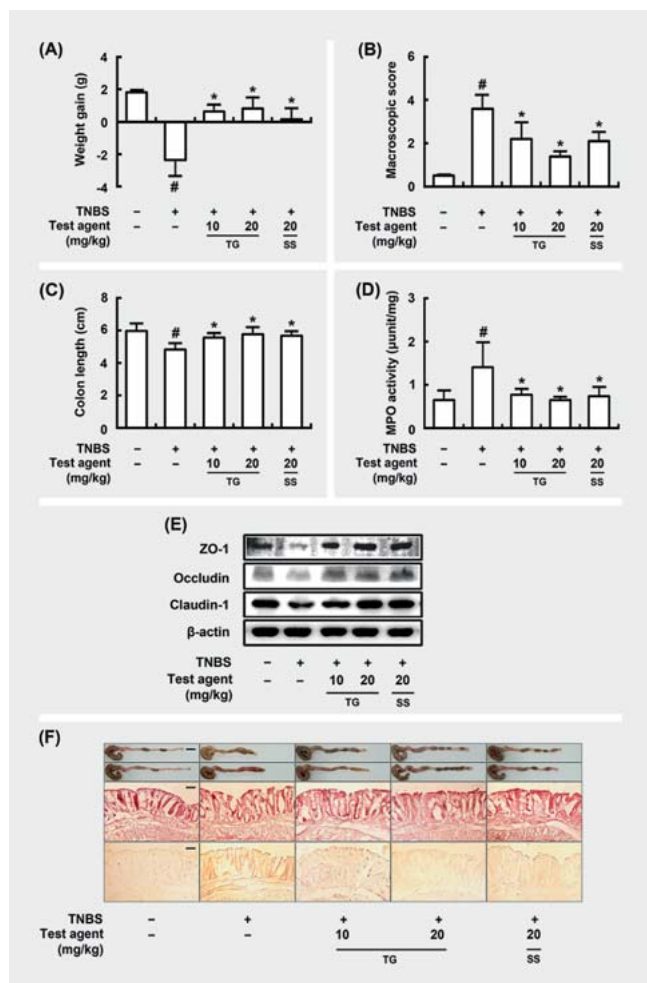 (A)
Weight gain (g)
4
2
0
-2
-4
#
* * *
TNBS – + + + +
Test agent – – 10 20 20
(mg/kg) TG SS
(B)
Macroscopic score
6
4
2
0
#
* * *
TNBS – + + + +
Test agent – – 10 20 20
(mg/kg) TG SS
(C)
Colon length (cm)
8
6
4
2
0
# * * *
TNBS – + + + +
Test agent – – 10 20 20
(mg/kg) TG SS
(D)
MPO activity (µunit/mg)
3
2
1
0
#
* * *
TNBS – + + + +
Test agent – – 10 20 20
(mg/kg) TG SS
(E)
ZO-1
Occludin
Claudin-1
β-actin
TNBS – + + + +
Test agent – – 10 20 20
(mg/kg) TG SS
(F)
TNBS – + + + +
Test agent – – 10 20 20
(mg/kg) TG SS